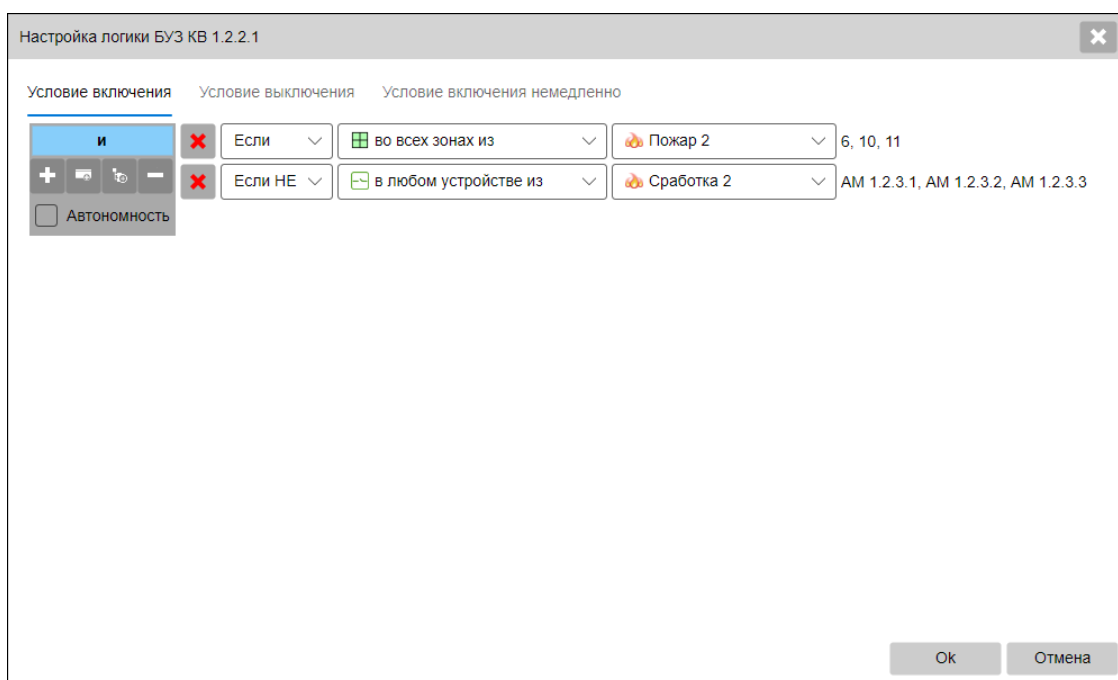 Настройка логики БУЗ КВ 1.2.2.1
Условие включения Условие выключения Условие включения немедленно
и Если во всех зонах из Пожар 2 6, 10, 11
Если НЕ в любом устройстве из Сработка 2 АМ 1.2.3.1, АМ 1.2.3.2, АМ 1.2.3.3
Автономность
Ok Отмена